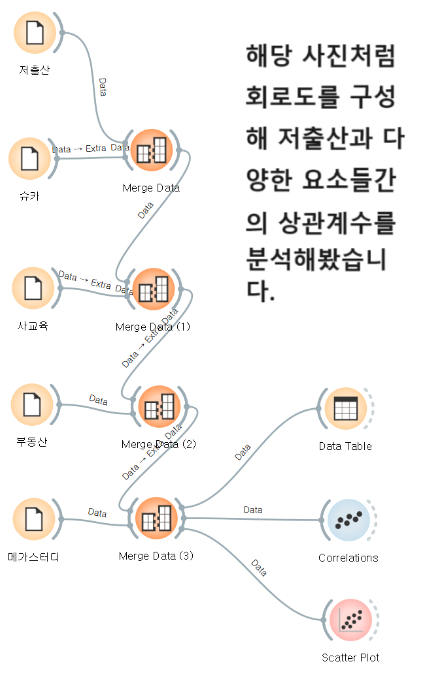 저출산
해당 사진처럼
회로도를 구성
해 저출산과 다
양한 요소들간
의 상관계수를
분석해봤습니
다.
Data
Data → Extra Data
슈카
Merge Data
Data
Data → Extra Data
사교육
Merge Data (1)
Data → Extra Data
Data
부동산
Merge Data (2)
Data → Extra Data
Data
Data Table
Data
메가스터디
Merge Data (3)
Data
Correlations
Data
Scatter Plot